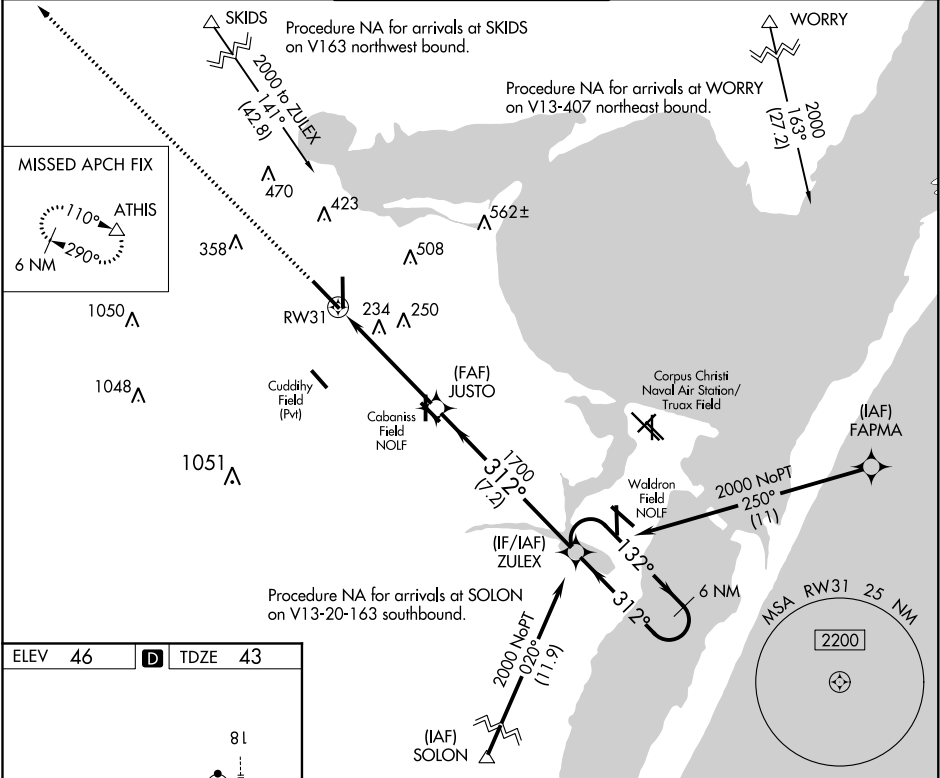 SKIDS
Procedure NA for arrivals at SKIDS
on V163 northwest bound.
WORRY
2000 to ZULEX
141°
(42.8)
Procedure NA for arrivals at WORRY
on V13-407 northeast bound.
2000
163°
(27.2)
MISSED APCH FIX
110°
ATHIS
290°
6 NM
470
423
562±
358
508
1050
RW31
234
250
1048
Cuddihy
Field
(Pvt)
(FAF)
JUSTO
Cabaniss
Field
NOLF
Corpus Christi
Naval Air Station/
Truax Field
(IAF)
FAPMA
1051
1700
312°
(7.2)
2000 NoPT
250°
(11)
Waldron
Field
NOLF
(IF/IAF)
ZULEX
132°
312°
6 NM
Procedure NA for arrivals at SOLON
on V13-20-163 southbound.
2000 NoPT
020°
(11.9)
(IAF)
SOLON
MSA RW31 25 NM
2200
ELEV 46 D TDZE 43
18